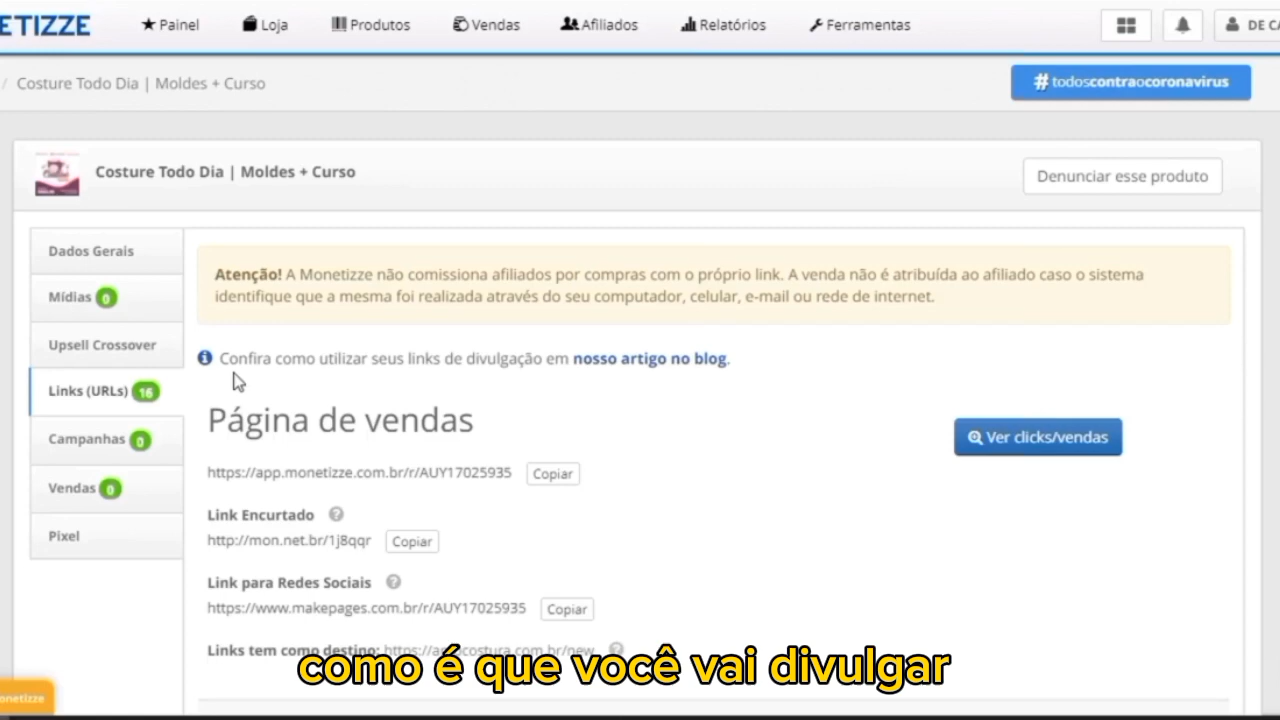 ETIZZE
Painel
Loja
Produtos
Vendas
Afiliados
Relatórios
Ferramentas
DE CA
/ Costure Todo Dia | Moldes + Curso
#todoscontraocoronavirus
Costure Todo Dia | Moldes + Curso
Denunciar esse produto
Dados Gerais
Mídias 0
Upsell Crossover
Links (URLs) 16
Campanhas 0
Vendas 0
Pixel
Atenção! A Monetizze não comissiona afiliados por compras com o próprio link. A venda não é atribuída ao afiliado caso o sistema
identifique que a mesma foi realizada através do seu computador, celular, e-mail ou rede de internet.
Confira como utilizar seus links de divulgação em nosso artigo no blog.
Página de vendas
Ver clicks/vendas
https://app.monetizze.com.br/r/AUY17025935 Copiar
Link Encurtado ?
http://mon.net.br/1j8qqr Copiar
Link para Redes Sociais ?
https://www.makepages.com.br/r/AUY17025935 Copiar
Links tem como destino:
como é que você vai divulgar
onetizze